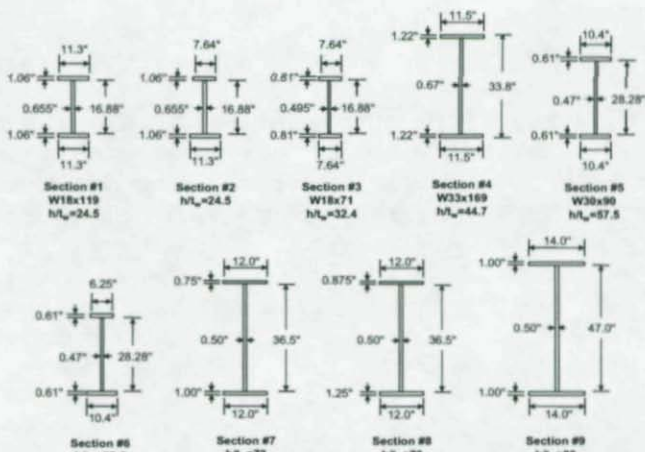 11.3"
1.06"
0.655" 16.88"
1.06"
11.3"
Section #1
W18x119
h/tw=24.5
7.64"
1.06"
0.655" 16.88"
1.06"
11.3"
Section #2
h/tw=24.5
7.64"
0.81"
0.495" 16.88"
0.81"
7.64"
Section #3
W18x71
h/tw=32.4
11.5"
1.22"
0.67" 33.8"
1.22"
11.5"
Section #4
W33x169
h/tw=44.7
10.4"
0.61"
0.47" 28.28"
0.61"
10.4"
Section #5
W30x90
h/tw=57.5
6.25"
0.61"
0.47" 28.28"
0.61"
10.4"
Section #6
12.0"
0.75"
0.50" 36.5"
1.00"
12.0"
Section #7
12.0"
0.875"
0.50" 36.5"
1.25"
12.0"
Section #8
14.0"
1.00"
0.50" 47.0"
1.00"
14.0"
Section #9